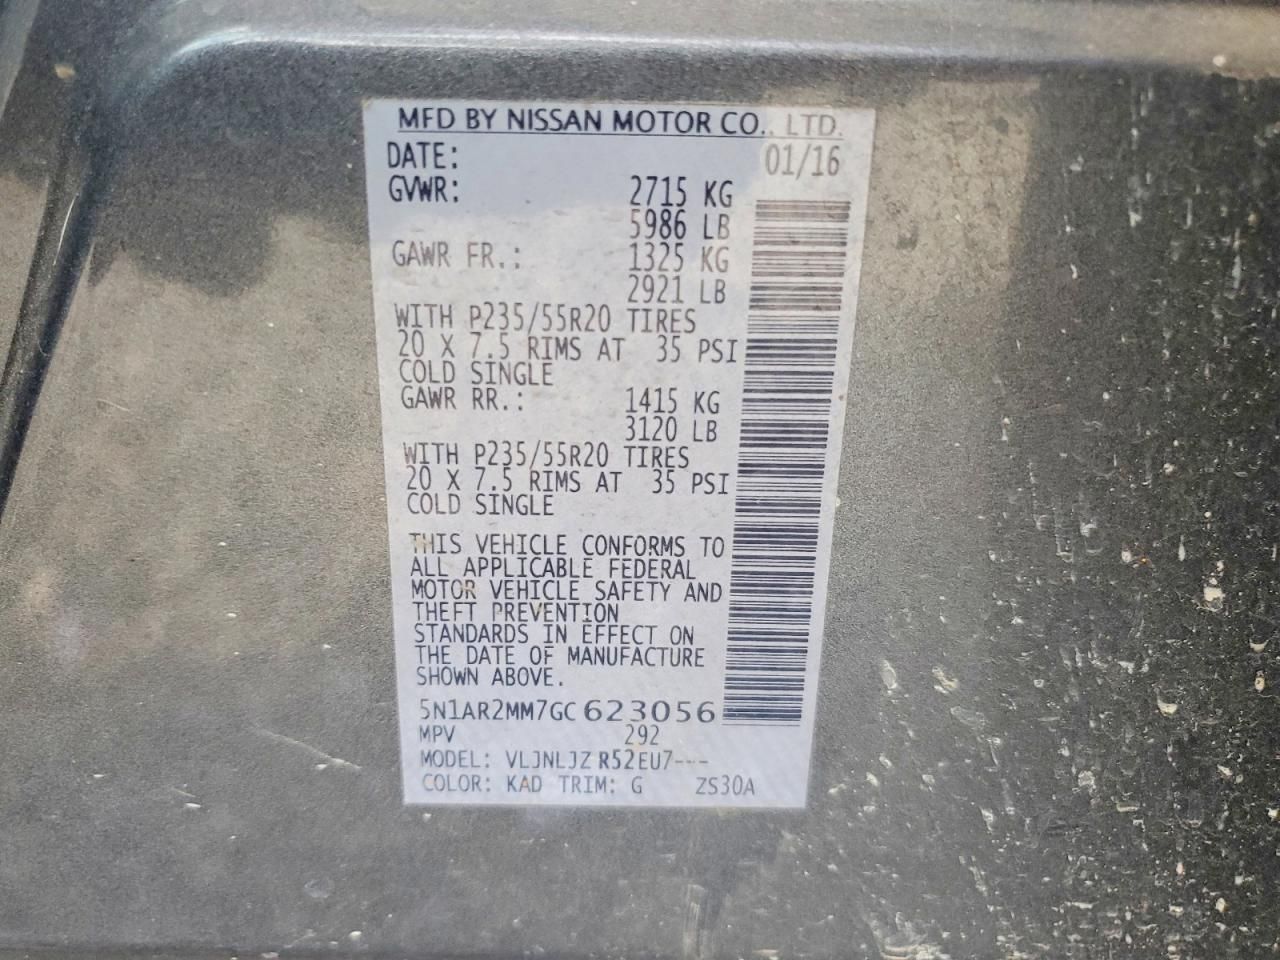 MFD BY NISSAN MOTOR CO., LTD.
DATE: 01/16
GVWR: 2715 KG
5986 LB
GAWR FR.: 1325 KG
2921 LB
WITH P235/55R20 TIRES
20 X 7.5 RIMS AT 35 PSI
COLD SINGLE
GAWR RR.: 1415 KG
3120 LB
WITH P235/55R20 TIRES
20 X 7.5 RIMS AT 35 PSI
COLD SINGLE
THIS VEHICLE CONFORMS TO
ALL APPLICABLE FEDERAL
MOTOR VEHICLE SAFETY AND
THEFT PREVENTION
STANDARDS IN EFFECT ON
THE DATE OF MANUFACTURE
SHOWN ABOVE.
5N1AR2MM7GC623056
MPV 292
MODEL: VLJNLJZ R52EU7---
COLOR: KAD TRIM: G ZS30A